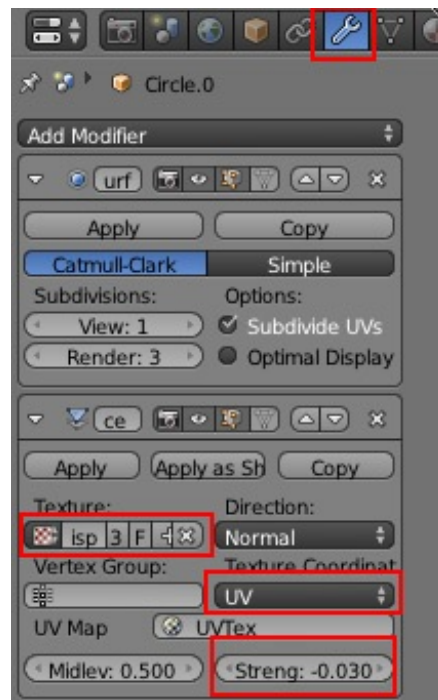 Circle.0
Add Modifier
urf
Apply Copy
Catmull-Clark Simple
Subdivisions: Options:
View: 1 Subdivide UVs
Render: 3 Optimal Display
ce
Apply Apply as Sh Copy
Texture: Direction:
isp 3 F Normal
Vertex Group: Texture Coordinat
UV
UV Map UVTex
Midlev: 0.500 Streng: -0.030